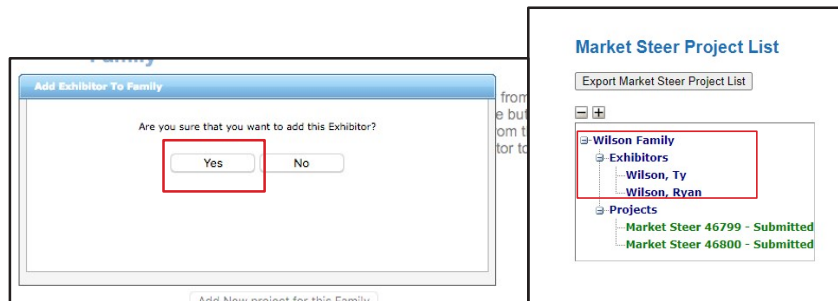 Family
Add Exhibitor To Family
from
e but
om t
tor to
Are you sure that you want to add this Exhibitor?
Yes
No
Add New project for this Family
Market Steer Project List
Export Market Steer Project List
Wilson Family
Exhibitors
Wilson, Ty
Wilson, Ryan
Projects
Market Steer 46799 - Submitted
Market Steer 46800 - Submitted